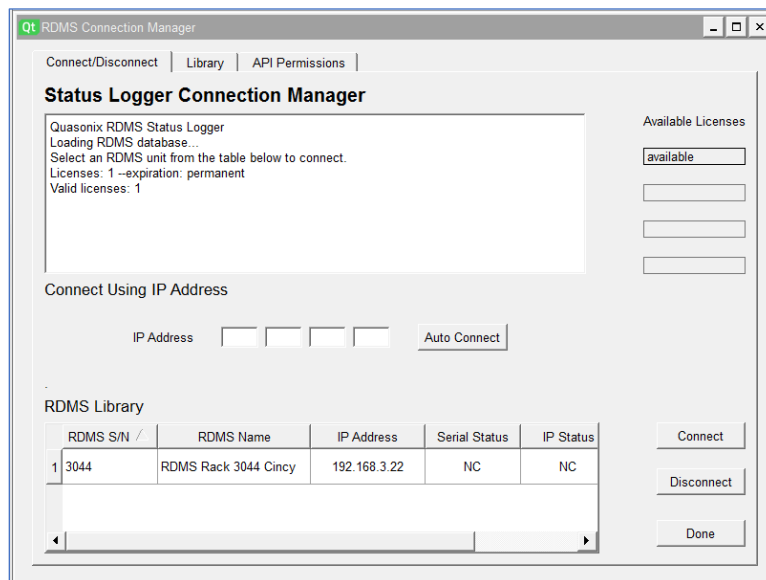 Qt RDMS Connection Manager
Connect/Disconnect Library API Permissions
Status Logger Connection Manager
Quasonix RDMS Status Logger
Loading RDMS database...
Select an RDMS unit from the table below to connect.
Licenses: 1 --expiration: permanent
Valid licenses: 1
Available Licenses
available
Connect Using IP Address
IP Address Auto Connect
.
RDMS Library
RDMS S/N RDMS Name IP Address Serial Status IP Status
1 3044 RDMS Rack 3044 Cincy 192.168.3.22 NC NC
Connect
Disconnect
Done